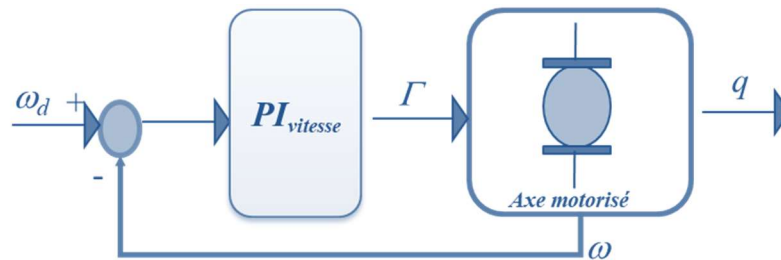 ω_d +
-
PI_vitesse
Γ
Axe motorisé
q
ω